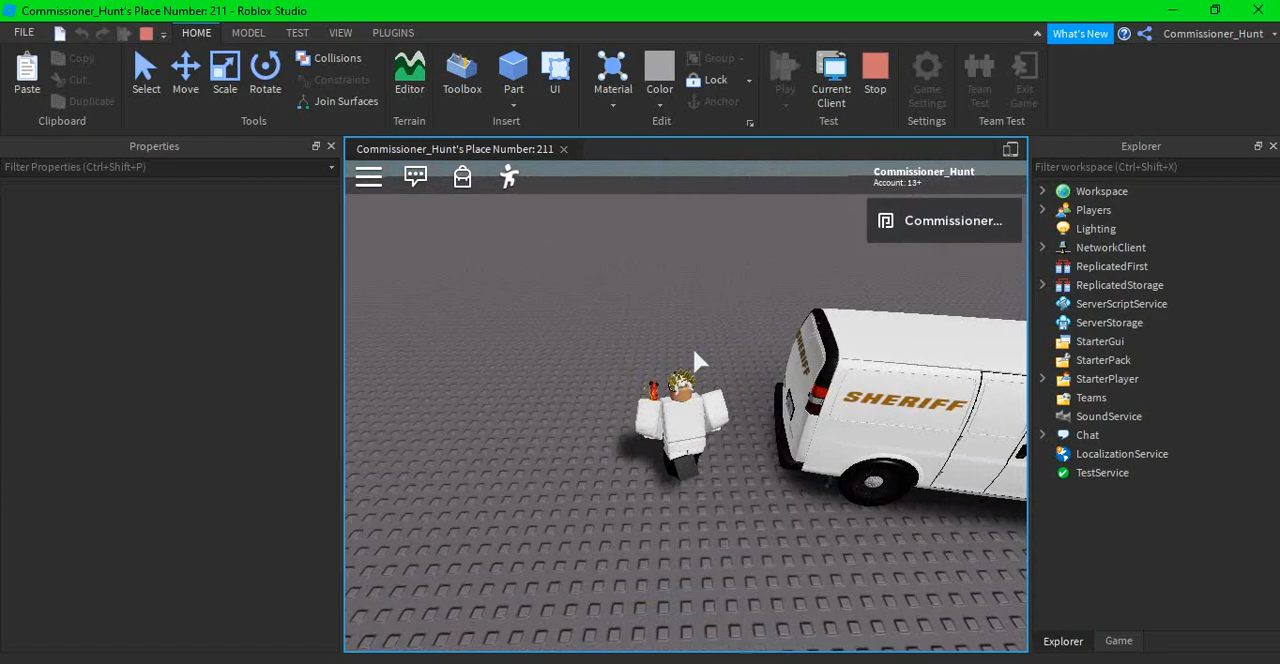 Commissioner_Hunt's Place Number: 211 - Roblox Studio
FILE HOME MODEL TEST VIEW PLUGINS What's New Commissioner_Hunt
Paste Copy Cut Duplicate
Clipboard
Select Move Scale Rotate Collisions Constraints Join Surfaces
Tools
Editor
Terrain
Toolbox Part UI
Insert
Material Color Group Lock Anchor
Edit
Play Current: Client Stop
Test
Game Settings
Settings
Team Test Exit Game
Team Test
Properties
Filter Properties (Ctrl+Shift+P)
Commissioner_Hunt's Place Number: 211
Commissioner_Hunt
Account: 13+
Commissioner...
SHERIFF
SHERIFF
Explorer
Filter workspace (Ctrl+Shift+X)
Workspace
Players
Lighting
NetworkClient
ReplicatedFirst
ReplicatedStorage
ServerScriptService
ServerStorage
StarterGui
StarterPack
StarterPlayer
Teams
SoundService
Chat
LocalizationService
TestService
Explorer Game